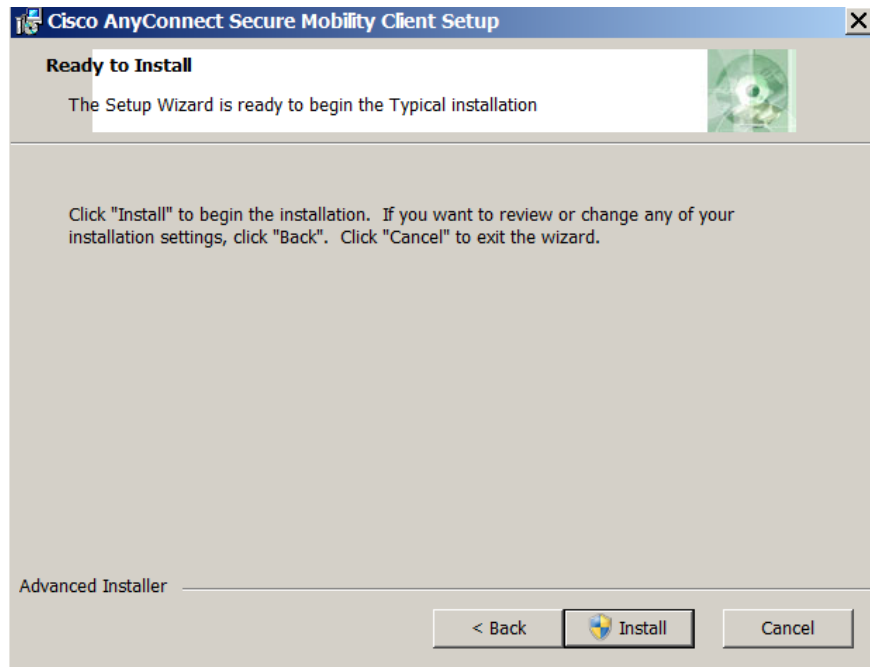 Cisco AnyConnect Secure Mobility Client Setup
Ready to Install
The Setup Wizard is ready to begin the Typical installation
Click "Install" to begin the installation.  If you want to review or change any of your
installation settings, click "Back".  Click "Cancel" to exit the wizard.
Advanced Installer
< Back
Install
Cancel